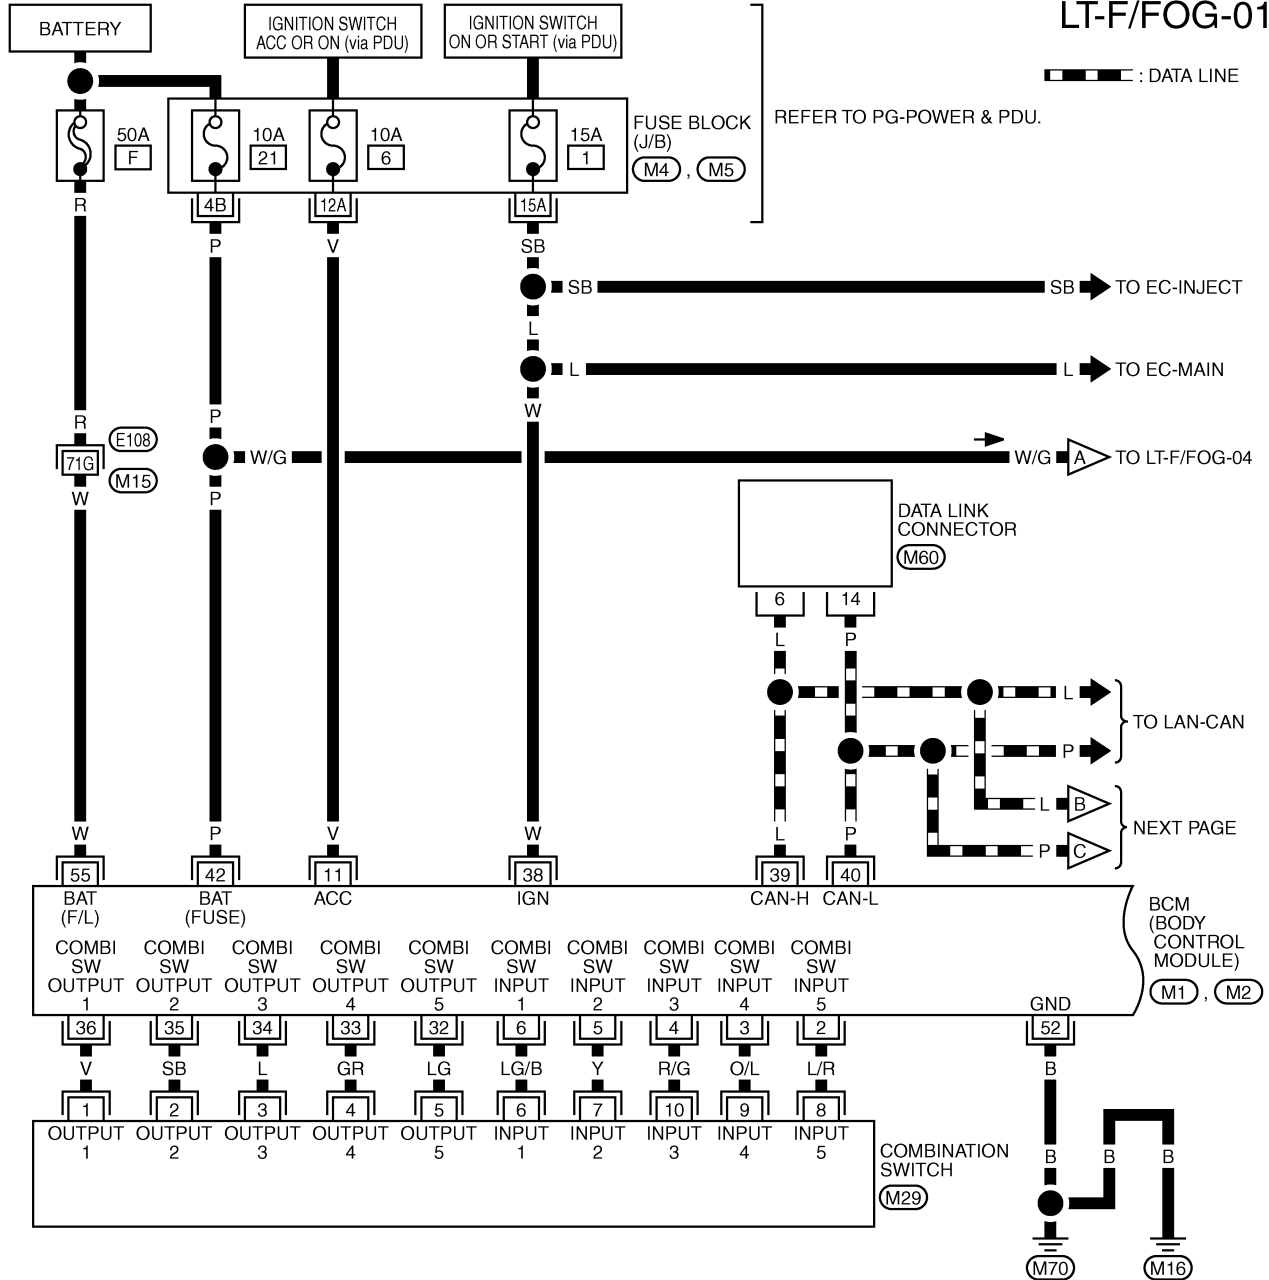 LT-F/FOG-01
BATTERY
IGNITION SWITCH
ACC OR ON (via PDU)
IGNITION SWITCH
ON OR START (via PDU)
: DATA LINE
REFER TO PG-POWER & PDU.
50A
F
10A
21
10A
6
15A
1
FUSE BLOCK
(J/B)
M4 , M5
4B
12A
15A
R
P
V
SB
SB
SB
TO EC-INJECT
L
L
L
TO EC-MAIN
R
P
W
E108
71G
M15
W/G
W/G
A
TO LT-F/FOG-04
W
P
DATA LINK
CONNECTOR
M60
6
14
L
P
L
P
TO LAN-CAN
L
B
P
C
NEXT PAGE
W
P
V
W
L
P
55
42
11
38
39
40
BAT
(F/L)
BAT
(FUSE)
ACC
IGN
CAN-H
CAN-L
BCM
(BODY
CONTROL
MODULE)
M1 , M2
COMBI
SW
OUTPUT
1
COMBI
SW
OUTPUT
2
COMBI
SW
OUTPUT
3
COMBI
SW
OUTPUT
4
COMBI
SW
OUTPUT
5
COMBI
SW
INPUT
1
COMBI
SW
INPUT
2
COMBI
SW
INPUT
3
COMBI
SW
INPUT
4
COMBI
SW
INPUT
5
GND
36
35
34
33
32
6
5
4
3
2
52
V
SB
L
GR
LG
LG/B
Y
R/G
O/L
L/R
B
1
2
3
4
5
6
7
10
9
8
OUTPUT
1
OUTPUT
2
OUTPUT
3
OUTPUT
4
OUTPUT
5
INPUT
1
INPUT
2
INPUT
3
INPUT
4
INPUT
5
COMBINATION
SWITCH
M29
B
B
B
M70
M16